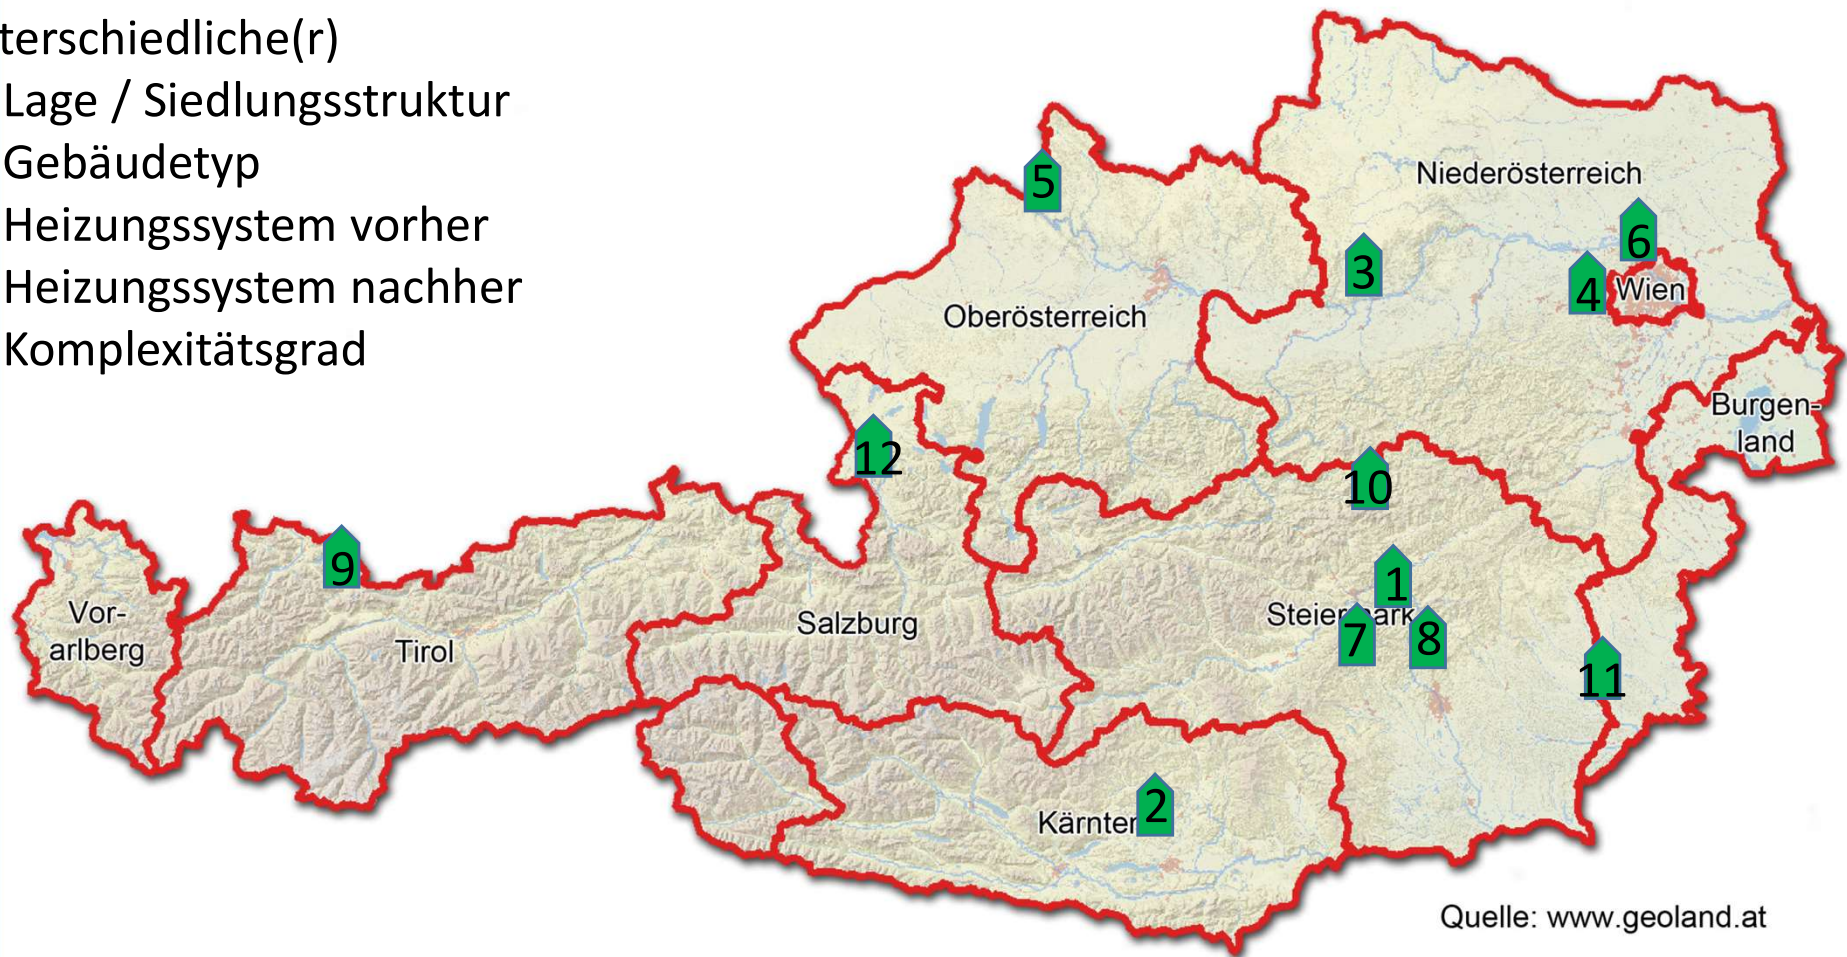 terschiedliche(r)
Lage / Siedlungsstruktur
Gebäudetyp
Heizungssystem vorher
Heizungssystem nachher
Komplexitätsgrad
Niederösterreich
5
6
3
4
Wien
Oberösterreich
Burgen-
land
12
10
9
1
Vor-
arlberg
Tirol
Salzburg
Steiermark
7
8
11
Kärnten
2
Quelle: www.geoland.at